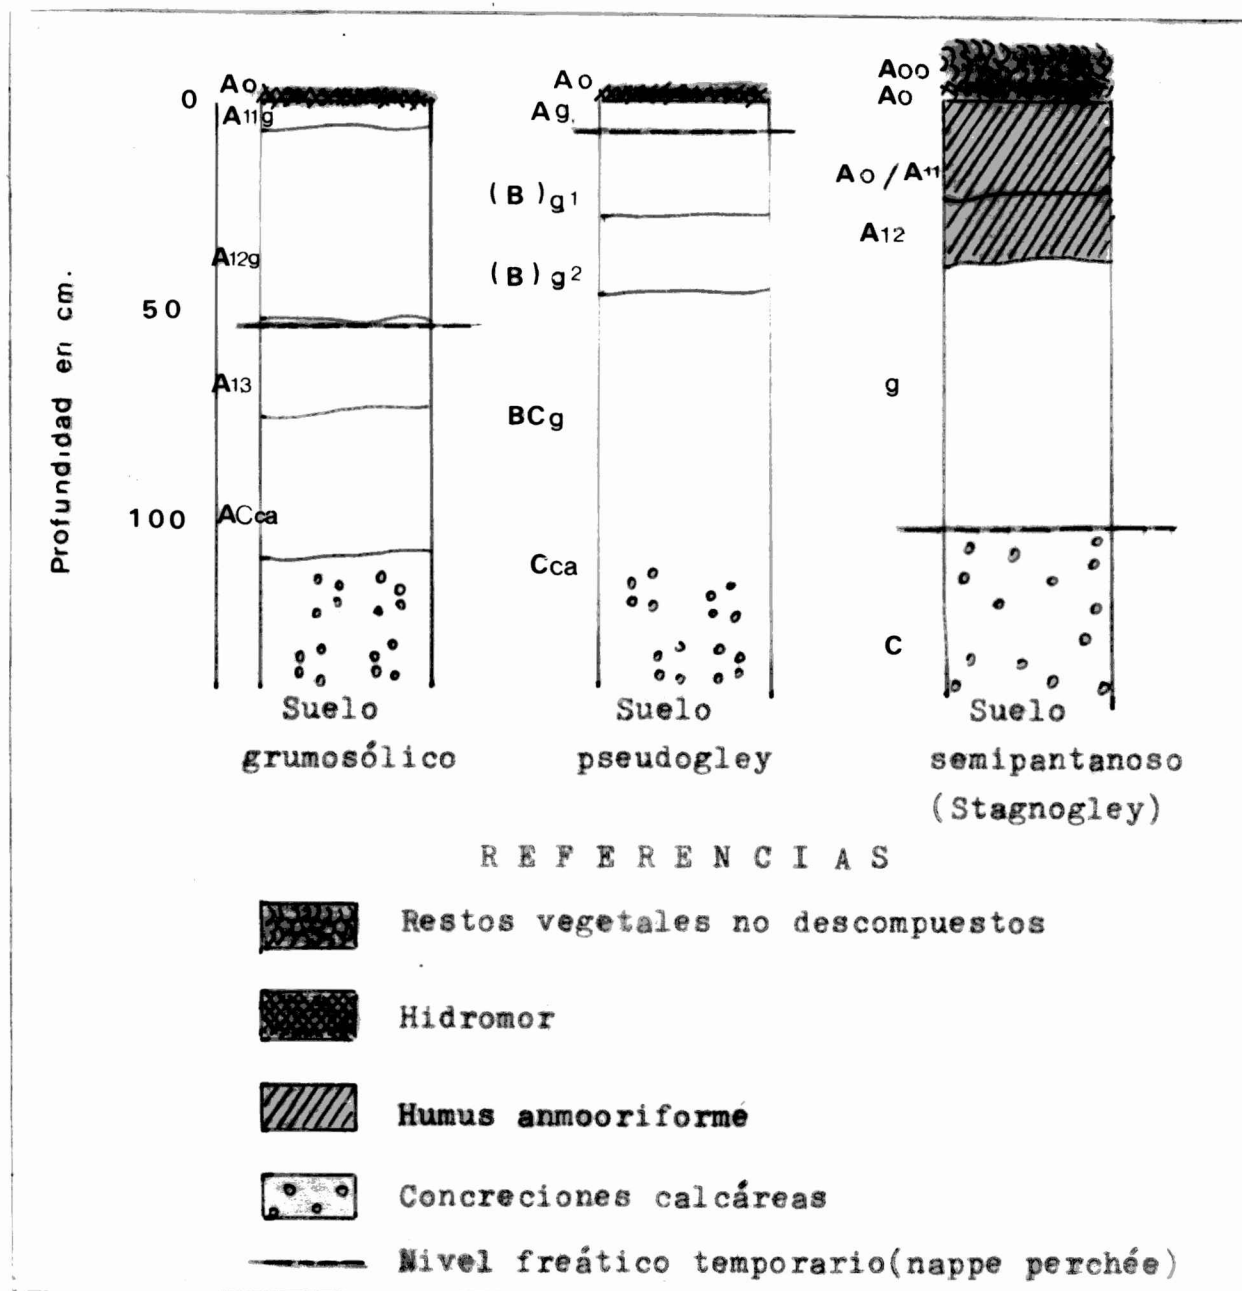 Profundidad en cm.
0
50
100
Ao
A11g
A12g
A13
ACca
Suelo
grumosólico
Ao
Ag.
(B)g1
(B)g2
BCg
Cca
Suelo
pseudogley
Aoo
Ao
Ao/A11
A12
g
C
Suelo
semipantanoso
(Stagnogley)
REFERENCIAS
Restos vegetales no descompuestos
Hidromor
Humus anmooriforme
Concreciones calcáreas
Nivel freático temporario(nappe perchée)